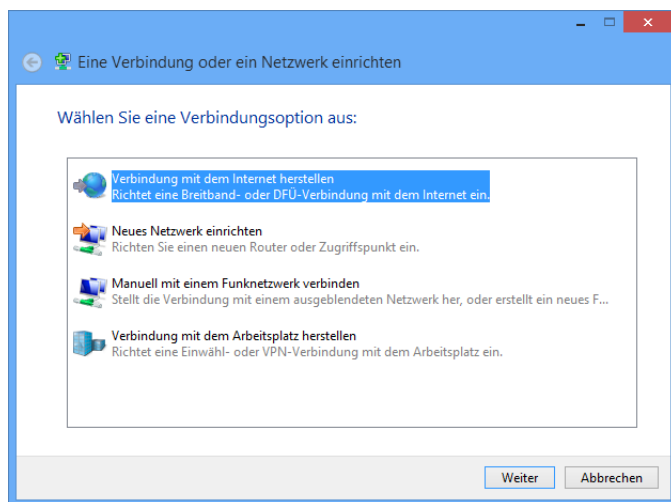 Eine Verbindung oder ein Netzwerk einrichten
Wählen Sie eine Verbindungsoption aus:
Verbindung mit dem Internet herstellen
Richtet eine Breitband- oder DFÜ-Verbindung mit dem Internet ein.
Neues Netzwerk einrichten
Richten Sie einen neuen Router oder Zugriffspunkt ein.
Manuell mit einem Funknetzwerk verbinden
Stellt die Verbindung mit einem ausgeblendeten Netzwerk her, oder erstellt ein neues F...
Verbindung mit dem Arbeitsplatz herstellen
Richtet eine Einwähl- oder VPN-Verbindung mit dem Arbeitsplatz ein.
Weiter Abbrechen